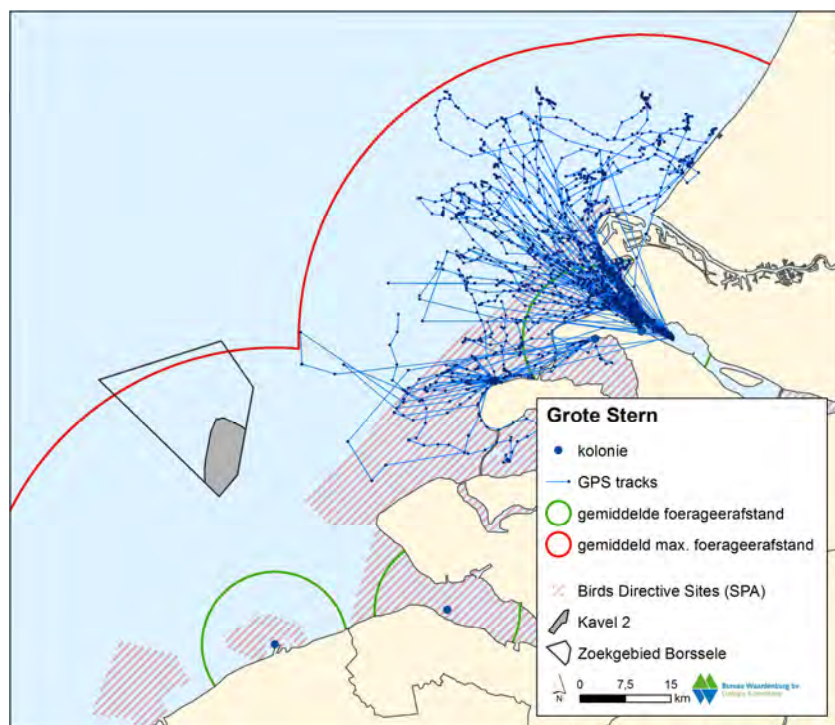 Grote Stern
kolonie
GPS tracks
gemiddelde foerageerafstand
gemiddeld max. foerageerafstand
Birds Directive Sites (SPA)
Kavel 2
Zoekgebied Borssele
N
0 7,5 15
km
Bureau Waardenburg bv